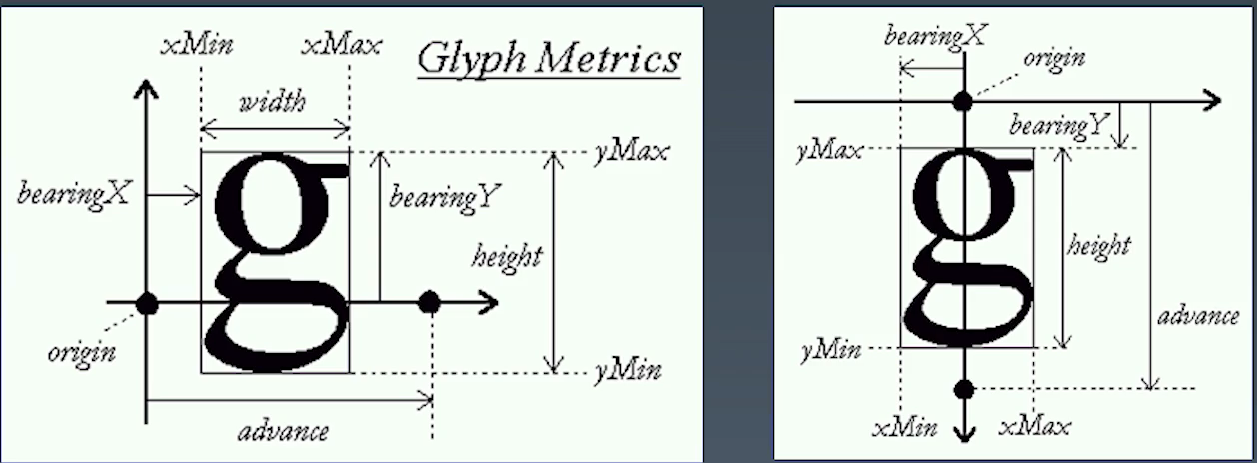 xMin
xMax
Glyph Metrics
width
yMax
bearingX
bearingY
g
height
origin
yMin
advance
bearingX
origin
bearingY
yMax
g
height
advance
yMin
xMin
xMax